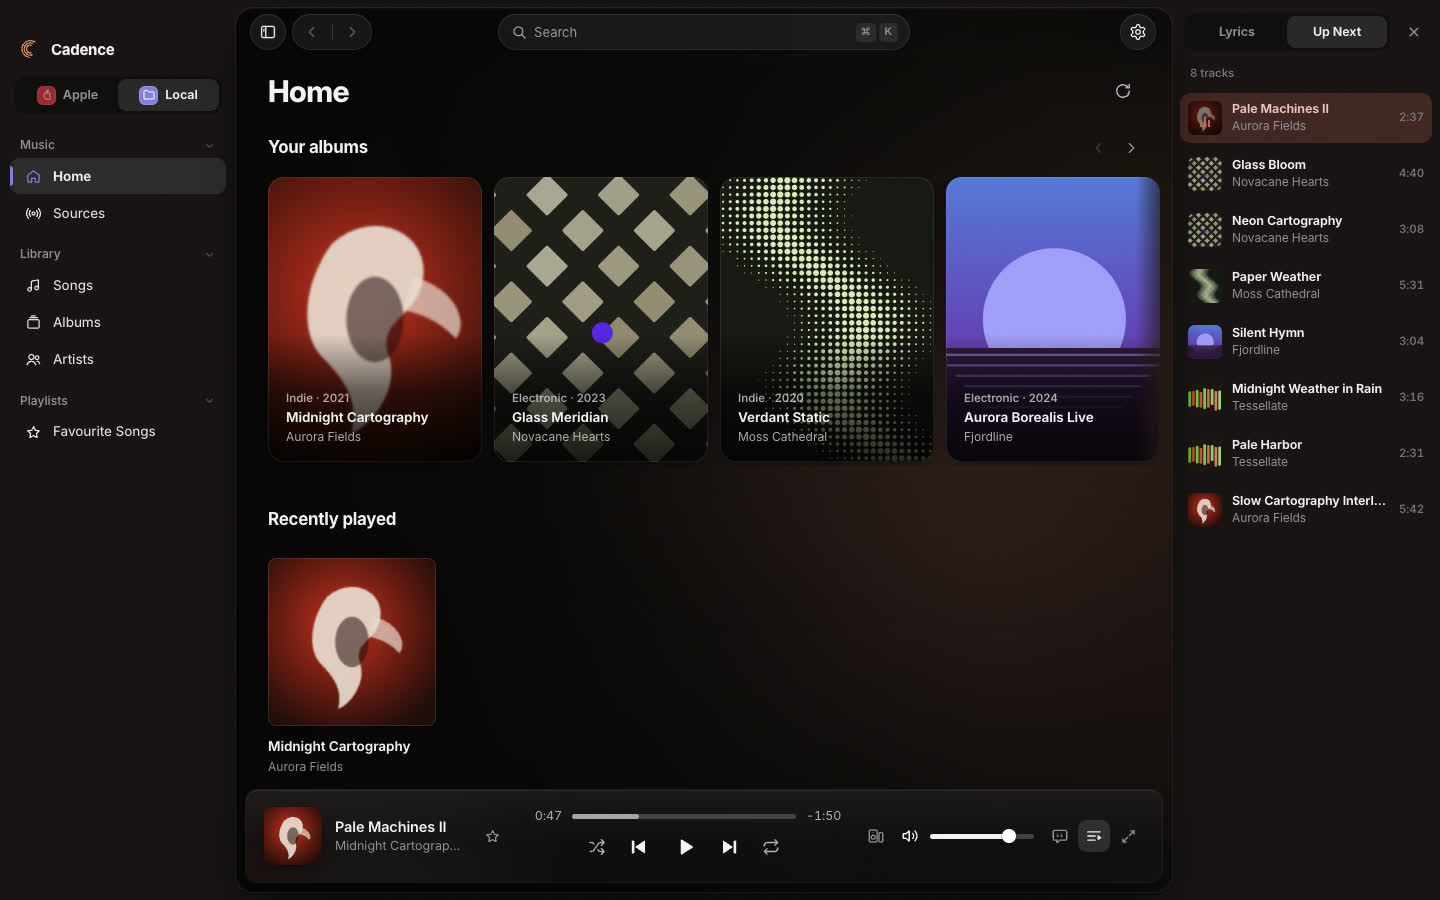 Cadence
Apple
Local
Music
Home
Sources
Library
Songs
Albums
Artists
Playlists
Favourite Songs
Search
⌘ K
Home
Your albums
Indie · 2021
Midnight Cartography
Aurora Fields
Electronic · 2023
Glass Meridian
Novacane Hearts
Indie · 2020
Verdant Static
Moss Cathedral
Electronic · 2024
Aurora Borealis Live
Fjordline
Recently played
Midnight Cartography
Aurora Fields
Pale Machines II
Midnight Cartograp...
0:47
-1:50
Lyrics
Up Next
8 tracks
Pale Machines II
Aurora Fields
2:37
Glass Bloom
Novacane Hearts
4:40
Neon Cartography
Novacane Hearts
3:08
Paper Weather
Moss Cathedral
5:31
Silent Hymn
Fjordline
3:04
Midnight Weather in Rain
Tessellate
3:16
Pale Harbor
Tessellate
2:31
Slow Cartography Interl...
Aurora Fields
5:42